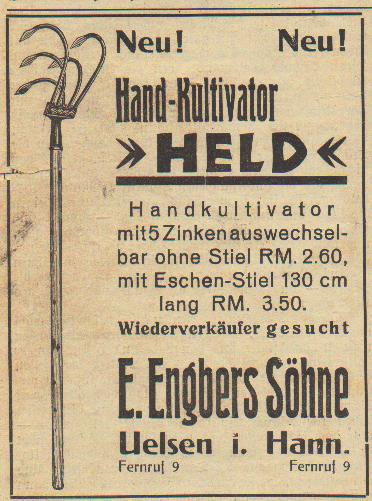 Neu! Neu!
Hand-Kultivator
»HELD«
Handkultivator
mit 5 Zinken auswechsel-
bar ohne Stiel RM. 2.60,
mit Eschen-Stiel 130 cm
lang RM. 3.50.
Wiederverkäufer gesucht
E. Engbers Söhne
Uelsen i. Hann.
Fernruf 9 Fernruf 9